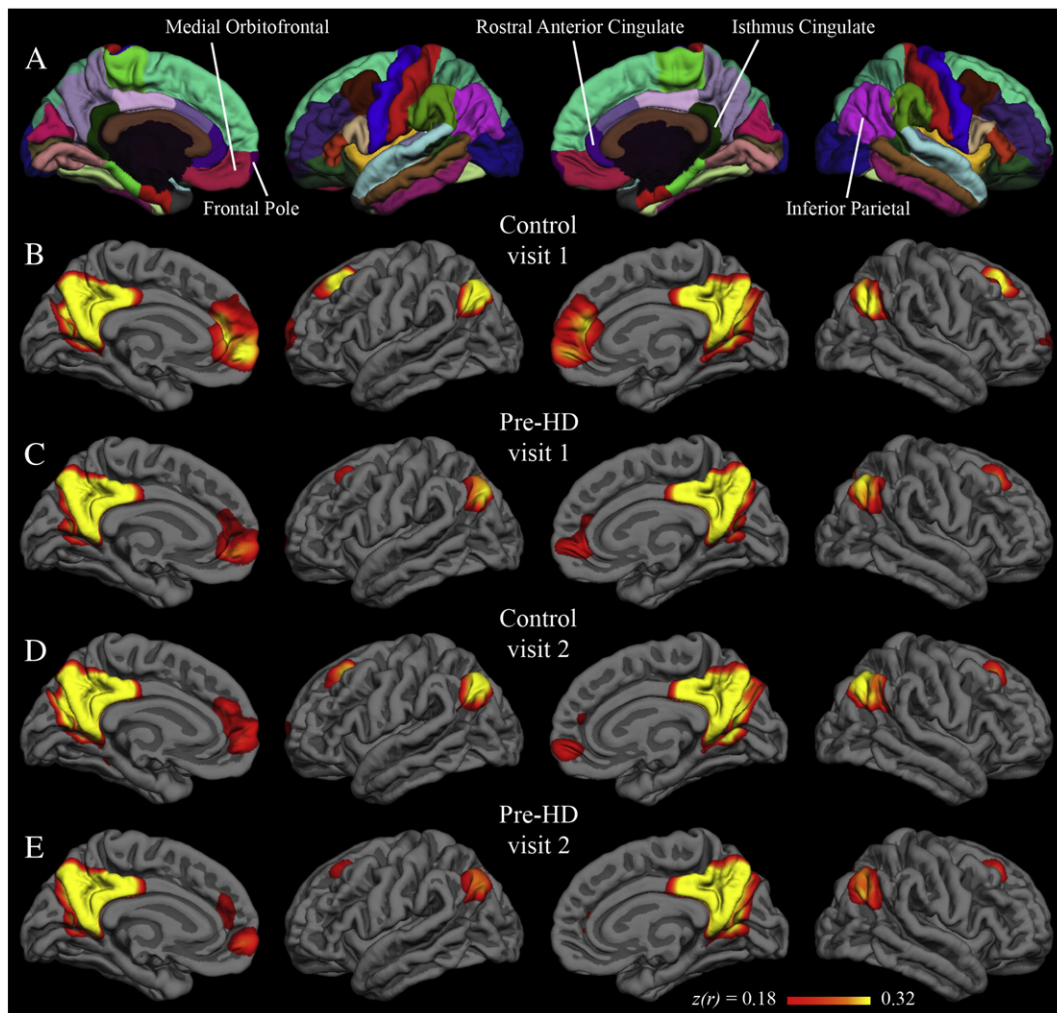 Medial Orbitofrontal
Rostral Anterior Cingulate
Isthmus Cingulate
A
Frontal Pole
Inferior Parietal
Control
visit 1
B
Pre-HD
visit 1
C
Control
visit 2
D
Pre-HD
visit 2
E
z(r) = 0.18
0.32